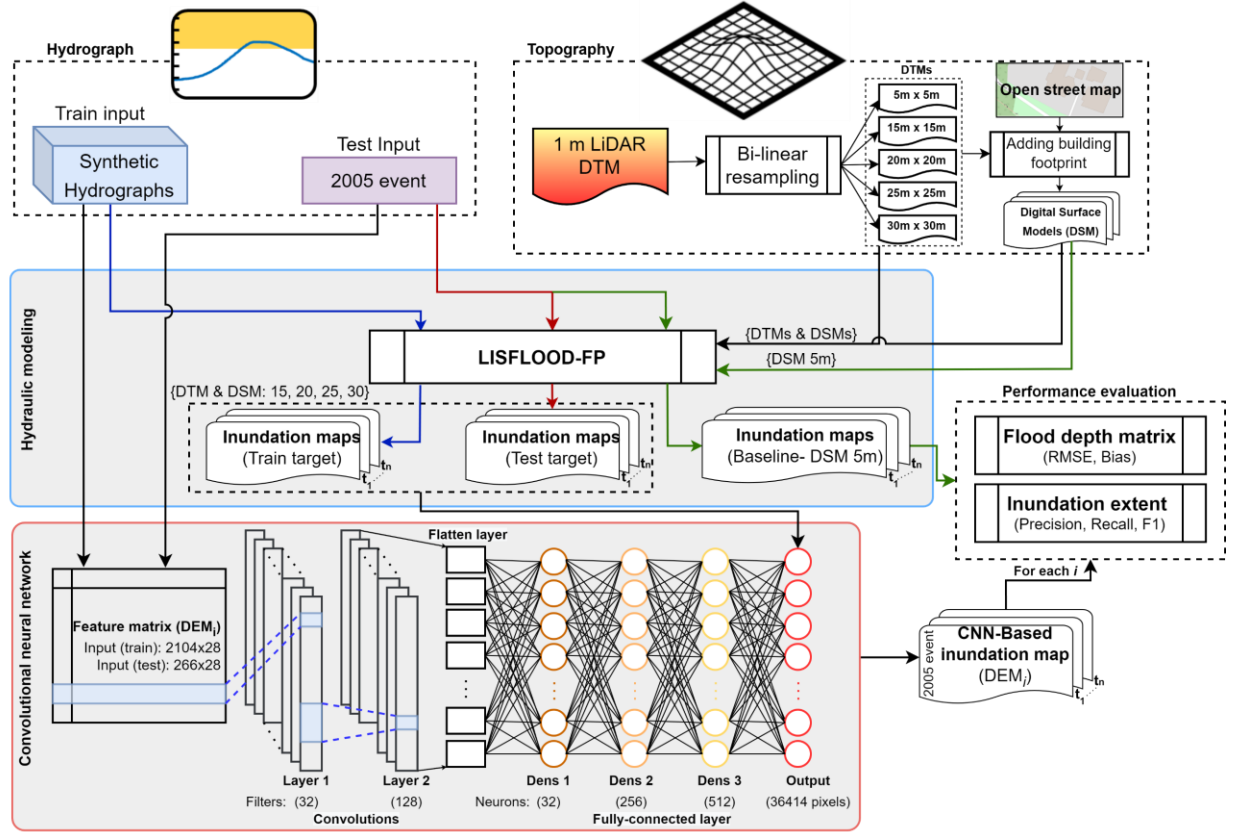 Hydrograph
Train input
Synthetic
Hydrographs
Test Input
2005 event
Topography
1 m LiDAR
DTM
Bi-linear
resampling
DTMs
5m x 5m
15m x 15m
20m x 20m
25m x 25m
30m x 30m
Open street map
Adding building
footprint
Digital Surface
Models (DSM)
Hydraulic modeling
LISFLOOD-FP
{DTMs & DSMs}
{DSM 5m}
{DTM & DSM: 15, 20, 25, 30}
Inundation maps
(Train target)
t1
tn
Inundation maps
(Test target)
t1
tn
Inundation maps
(Baseline- DSM 5m)
t1
tn
Performance evaluation
Flood depth matrix
(RMSE, Bias)
Inundation extent
(Precision, Recall, F1)
For each i
Convolutional neural network
Feature matrix (DEMi)
Input (train): 2104x28
Input (test): 266x28
Flatten layer
Layer 1
Layer 2
Dens 1
Dens 2
Dens 3
Output
Filters: (32)
(128)
Neurons: (32)
(256)
(512)
(36414 pixels)
Convolutions
Fully-connected layer
2005 event
CNN-Based
inundation map
(DEMi)
t1
tn